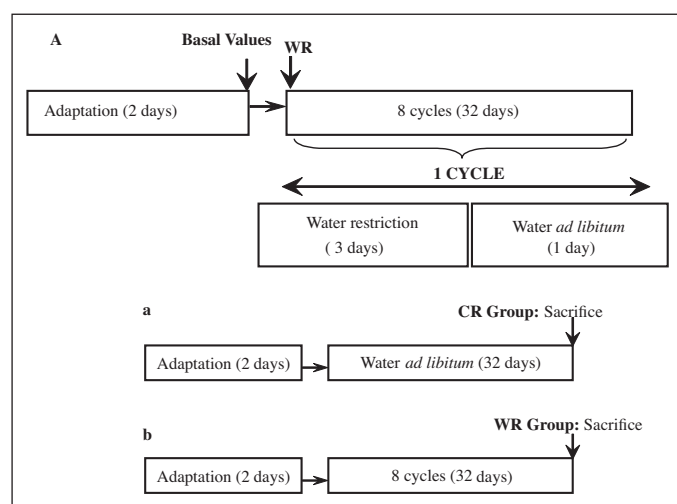 A
Basal Values
WR
Adaptation (2 days)
8 cycles (32 days)
1 CYCLE
Water restriction
( 3 days)
Water ad libitum
(1 day)
a
CR Group: Sacrifice
Adaptation (2 days)
Water ad libitum (32 days)
b
WR Group: Sacrifice
Adaptation (2 days)
8 cycles (32 days)